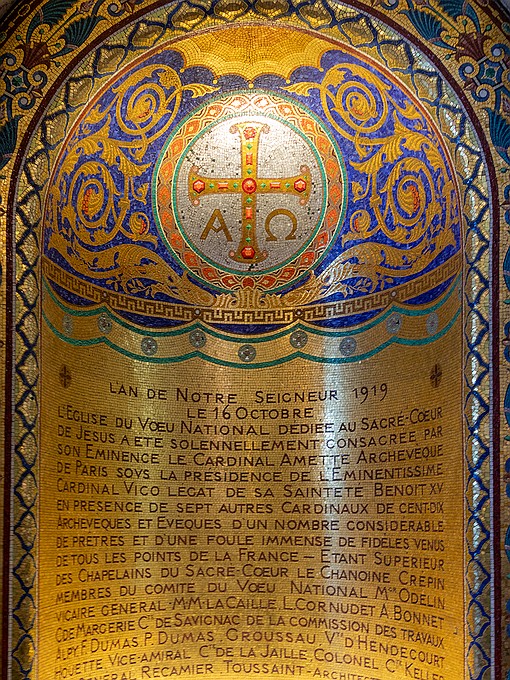 Α Ω
L'AN DE NOTRE SEIGNEUR 1919
LE 16 OCTOBRE
L'EGLISE DU VŒU NATIONAL DEDIEE AU SACRE-CŒUR
DE JESUS A ETE SOLENNELLEMENT CONSACREE PAR
SON EMINENCE LE CARDINAL AMETTE ARCHEVEQUE
DE PARIS SOVS LA PRESIDENCE DE L'EMINENTISSIME
CARDINAL VICO LEGAT DE SA SAINTETE BENOIT XV
EN PRESENCE DE SEPT AUTRES CARDINAUX DE CENT-DIX
ARCHEVEQUES ET EVEQUES D'UN NOMBRE CONSIDERABLE
DE PRETRES ET D'UNE FOULE IMMENSE DE FIDELES VENUS
DE TOUS LES POINTS DE LA FRANCE – ETANT SUPERIEUR
DES CHAPELAINS DU SACRE-CŒUR LE CHANOINE CREPIN
MEMBRES DU COMITE DU VŒU NATIONAL Mgr ODELIN
VICAIRE GENERAL - M·M·LA CAILLE, L. CORNUDET A. BONNET
C. DE MARGERIE Cte DE SAVIGNAC DE LA COMMISSION DES TRAVAUX
ALPH. F. DUMAS, P. DUMAS, GROUSSAU Vte D'HENDECOURT
HOUETTE VICE-AMIRAL Cte DE LA JAILLE, COLONEL Cte KELLER
GENERAL RECAMIER, TOUSSAINT-ARCHITECTE